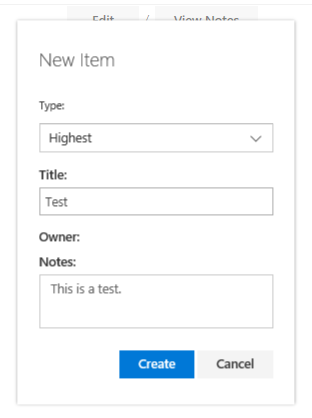 Edit / View Notes
New Item
Type:
Highest
Title:
Test
Owner:
Notes:
This is a test.
Create Cancel